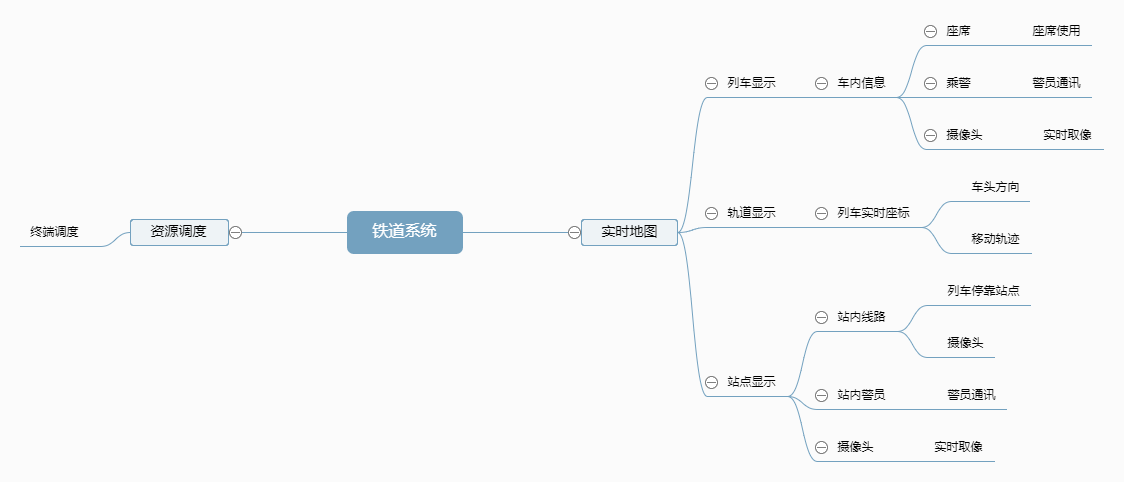 铁道系统
资源调度
终端调度
实时地图
列车显示
车内信息
座席
座席使用
乘警
警员通讯
摄像头
实时取像
轨道显示
列车实时座标
车头方向
移动轨迹
站点显示
站内线路
列车停靠站点
摄像头
站内警员
警员通讯
摄像头
实时取像